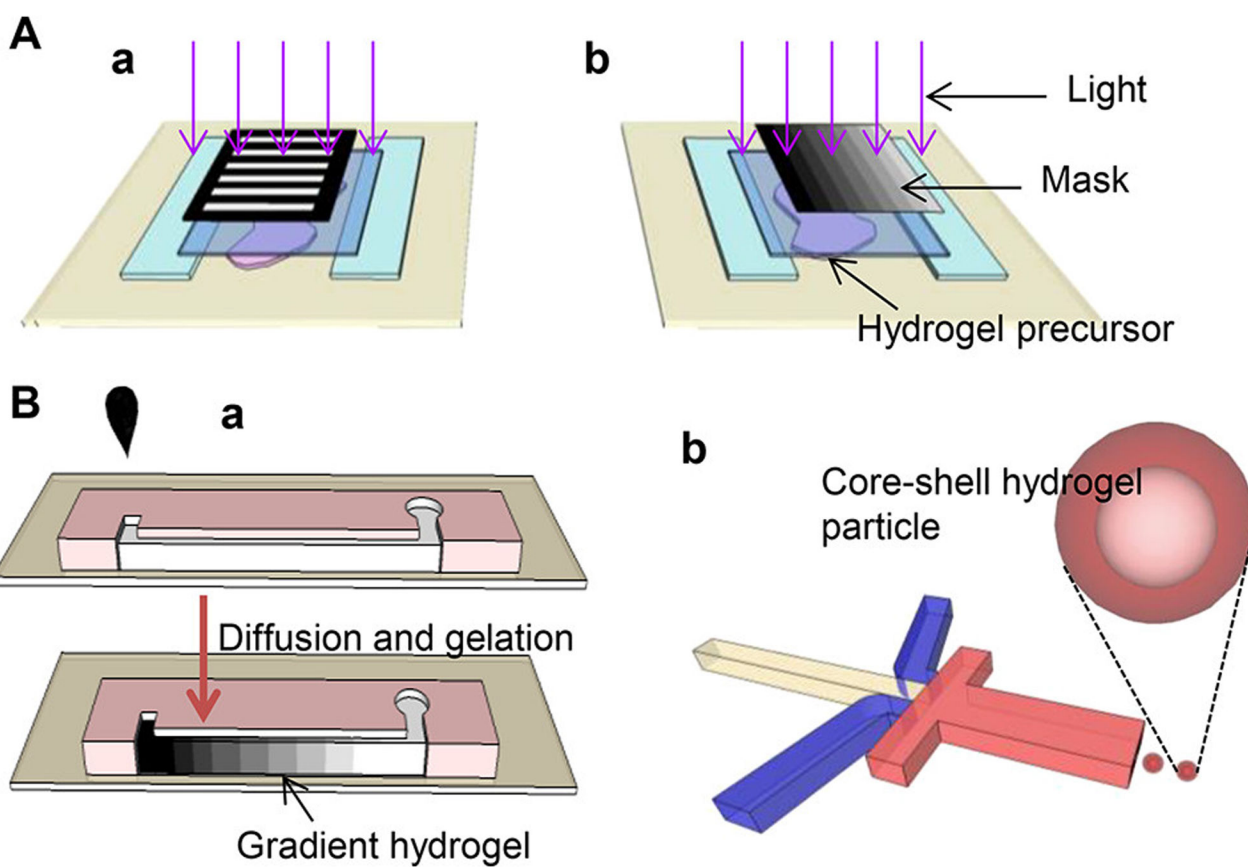 A
a
b
Light
Mask
Hydrogel precursor
B
a
b
Core-shell hydrogel
particle
Diffusion and gelation
Gradient hydrogel